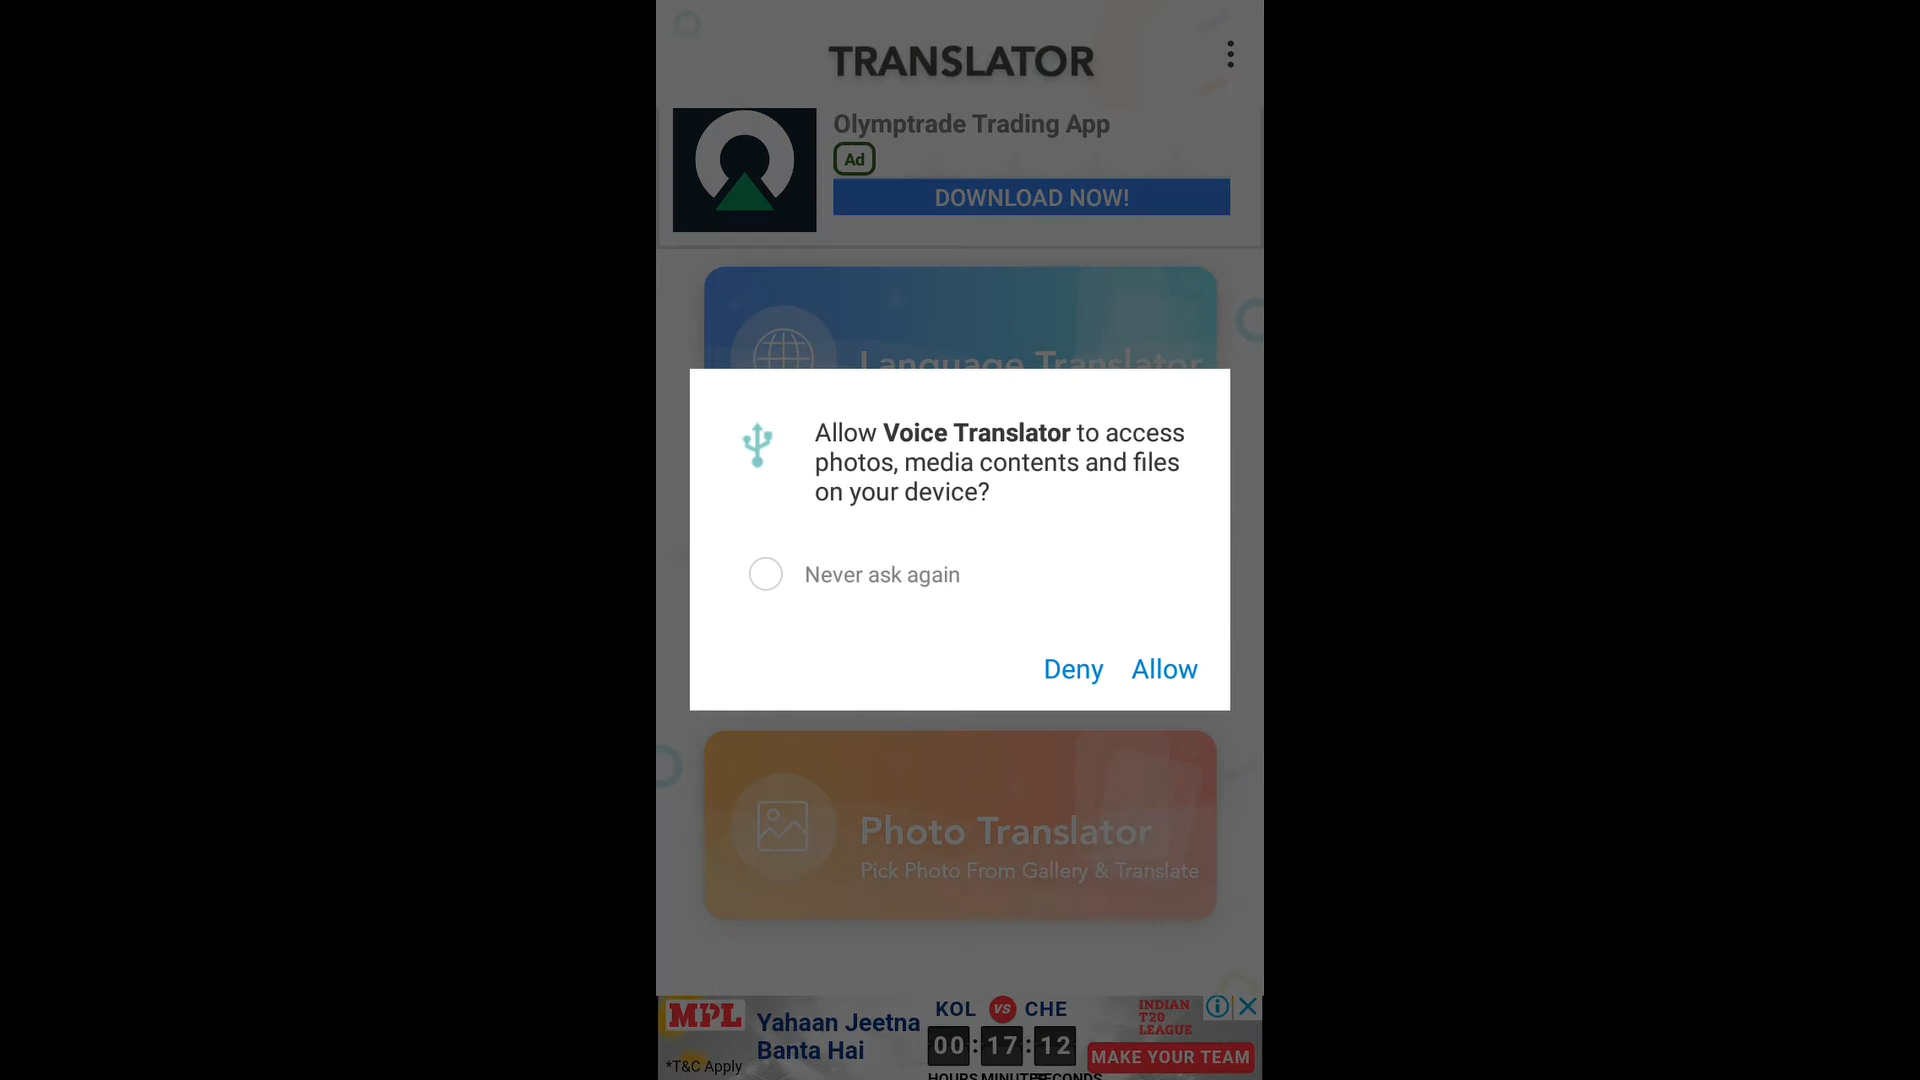 TRANSLATOR
Olymptrade Trading App
Ad
DOWNLOAD NOW!
Language Translator
Allow Voice Translator to access
photos, media contents and files
on your device?
Never ask again
Deny Allow
Photo Translator
Pick Photo From Gallery & Translate
MPL
Yahaan Jeetna
Banta Hai
*T&C Apply
KOL VS CHE
00:17:12
HOURS MINUTES SECONDS
INDIAN
T20
LEAGUE
MAKE YOUR TEAM